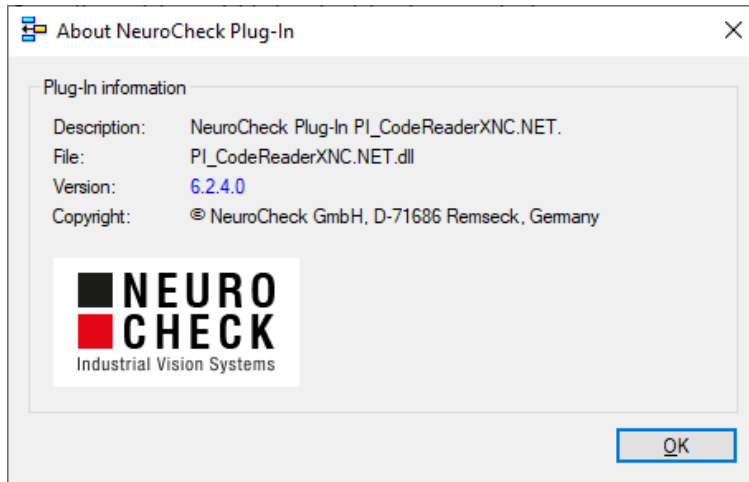 About NeuroCheck Plug-In
Plug-In information
Description: NeuroCheck Plug-In PI_CodeReaderXNC.NET.
File: PI_CodeReaderXNC.NET.dll
Version: 6.2.4.0
Copyright: © NeuroCheck GmbH, D-71686 Remseck, Germany
NEURO
CHECK
Industrial Vision Systems
OK